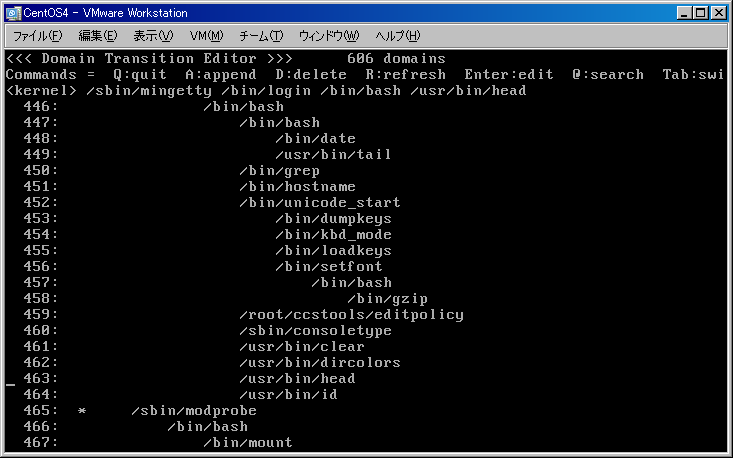 CentOS4 - VMware Workstation
ファイル(F) 編集(E) 表示(V) VM(M) チーム(T) ウィンドウ(W) ヘルプ(H)
<<< Domain Transition Editor >>> 606 domains
Commands = Q:quit A:append D:delete R:refresh Enter:edit @:search Tab:swi
<kernel> /sbin/mingetty /bin/login /bin/bash /usr/bin/head
446: /bin/bash
447: /bin/bash
448: /bin/date
449: /usr/bin/tail
450: /bin/grep
451: /bin/hostname
452: /bin/unicode_start
453: /bin/dumpkeys
454: /bin/kbd_mode
455: /bin/loadkeys
456: /bin/setfont
457: /bin/bash
458: /bin/gzip
459: /root/ccstools/editpolicy
460: /sbin/consoletype
461: /usr/bin/clear
462: /usr/bin/dircolors
463: /usr/bin/head
464: /usr/bin/id
465: * /sbin/modprobe
466: /bin/bash
467: /bin/mount